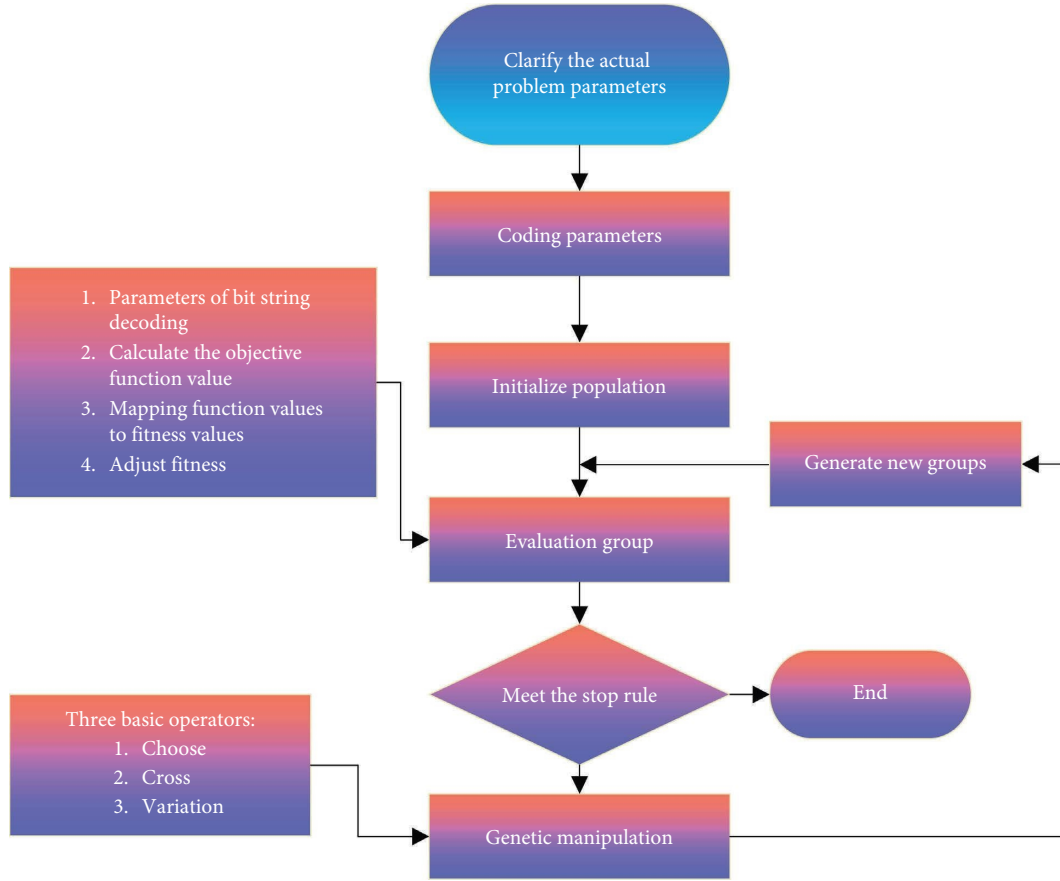 Clarify the actual
problem parameters
Coding parameters
1. Parameters of bit string
decoding
2. Calculate the objective
function value
3. Mapping function values
to fitness values
4. Adjust fitness
Initialize population
Generate new groups
Evaluation group
Meet the stop rule
End
Three basic operators:
1. Choose
2. Cross
3. Variation
Genetic manipulation